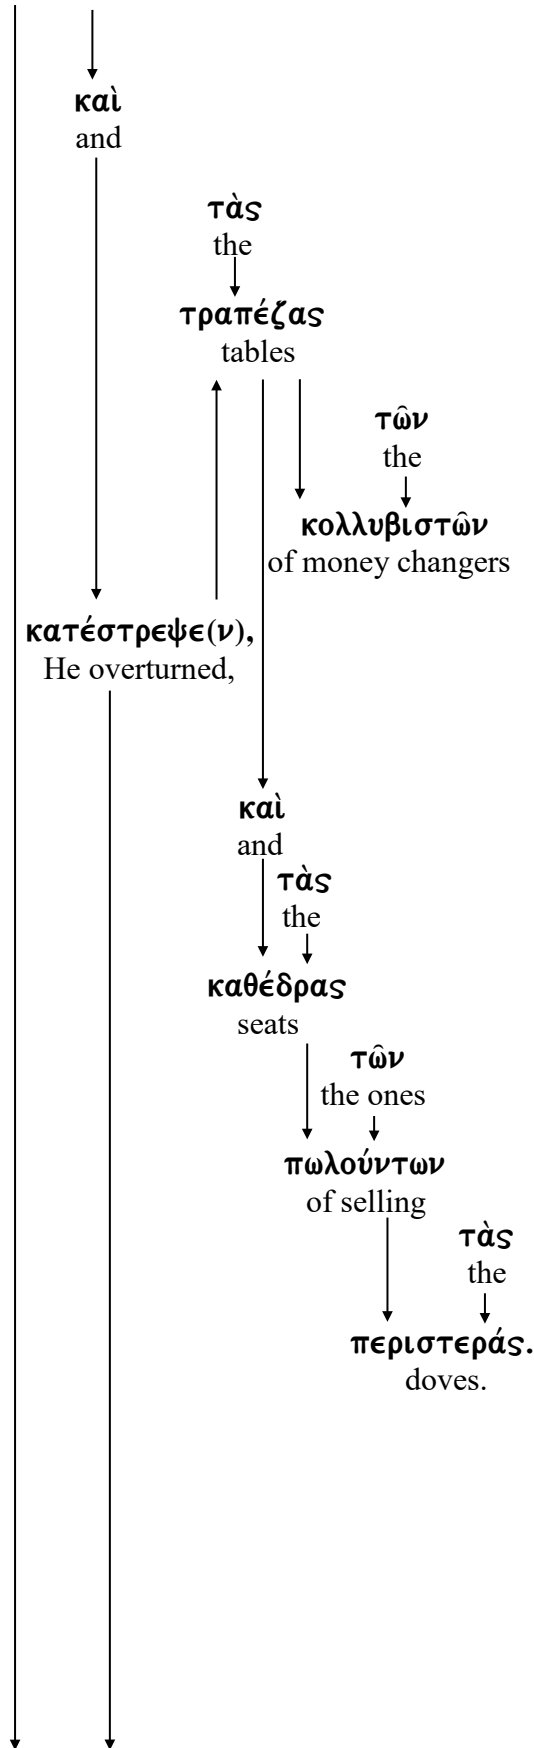 καὶ
and
τὰς
the
τραπέζας
tables
τῶν
the
κολλυβιστῶν
of money changers
κατέστρεψε(ν),
He overturned,
καὶ
and
τὰς
the
καθέδρας
seats
τῶν
the ones
πωλούντων
of selling
τὰς
the
περιστεράς.
doves.